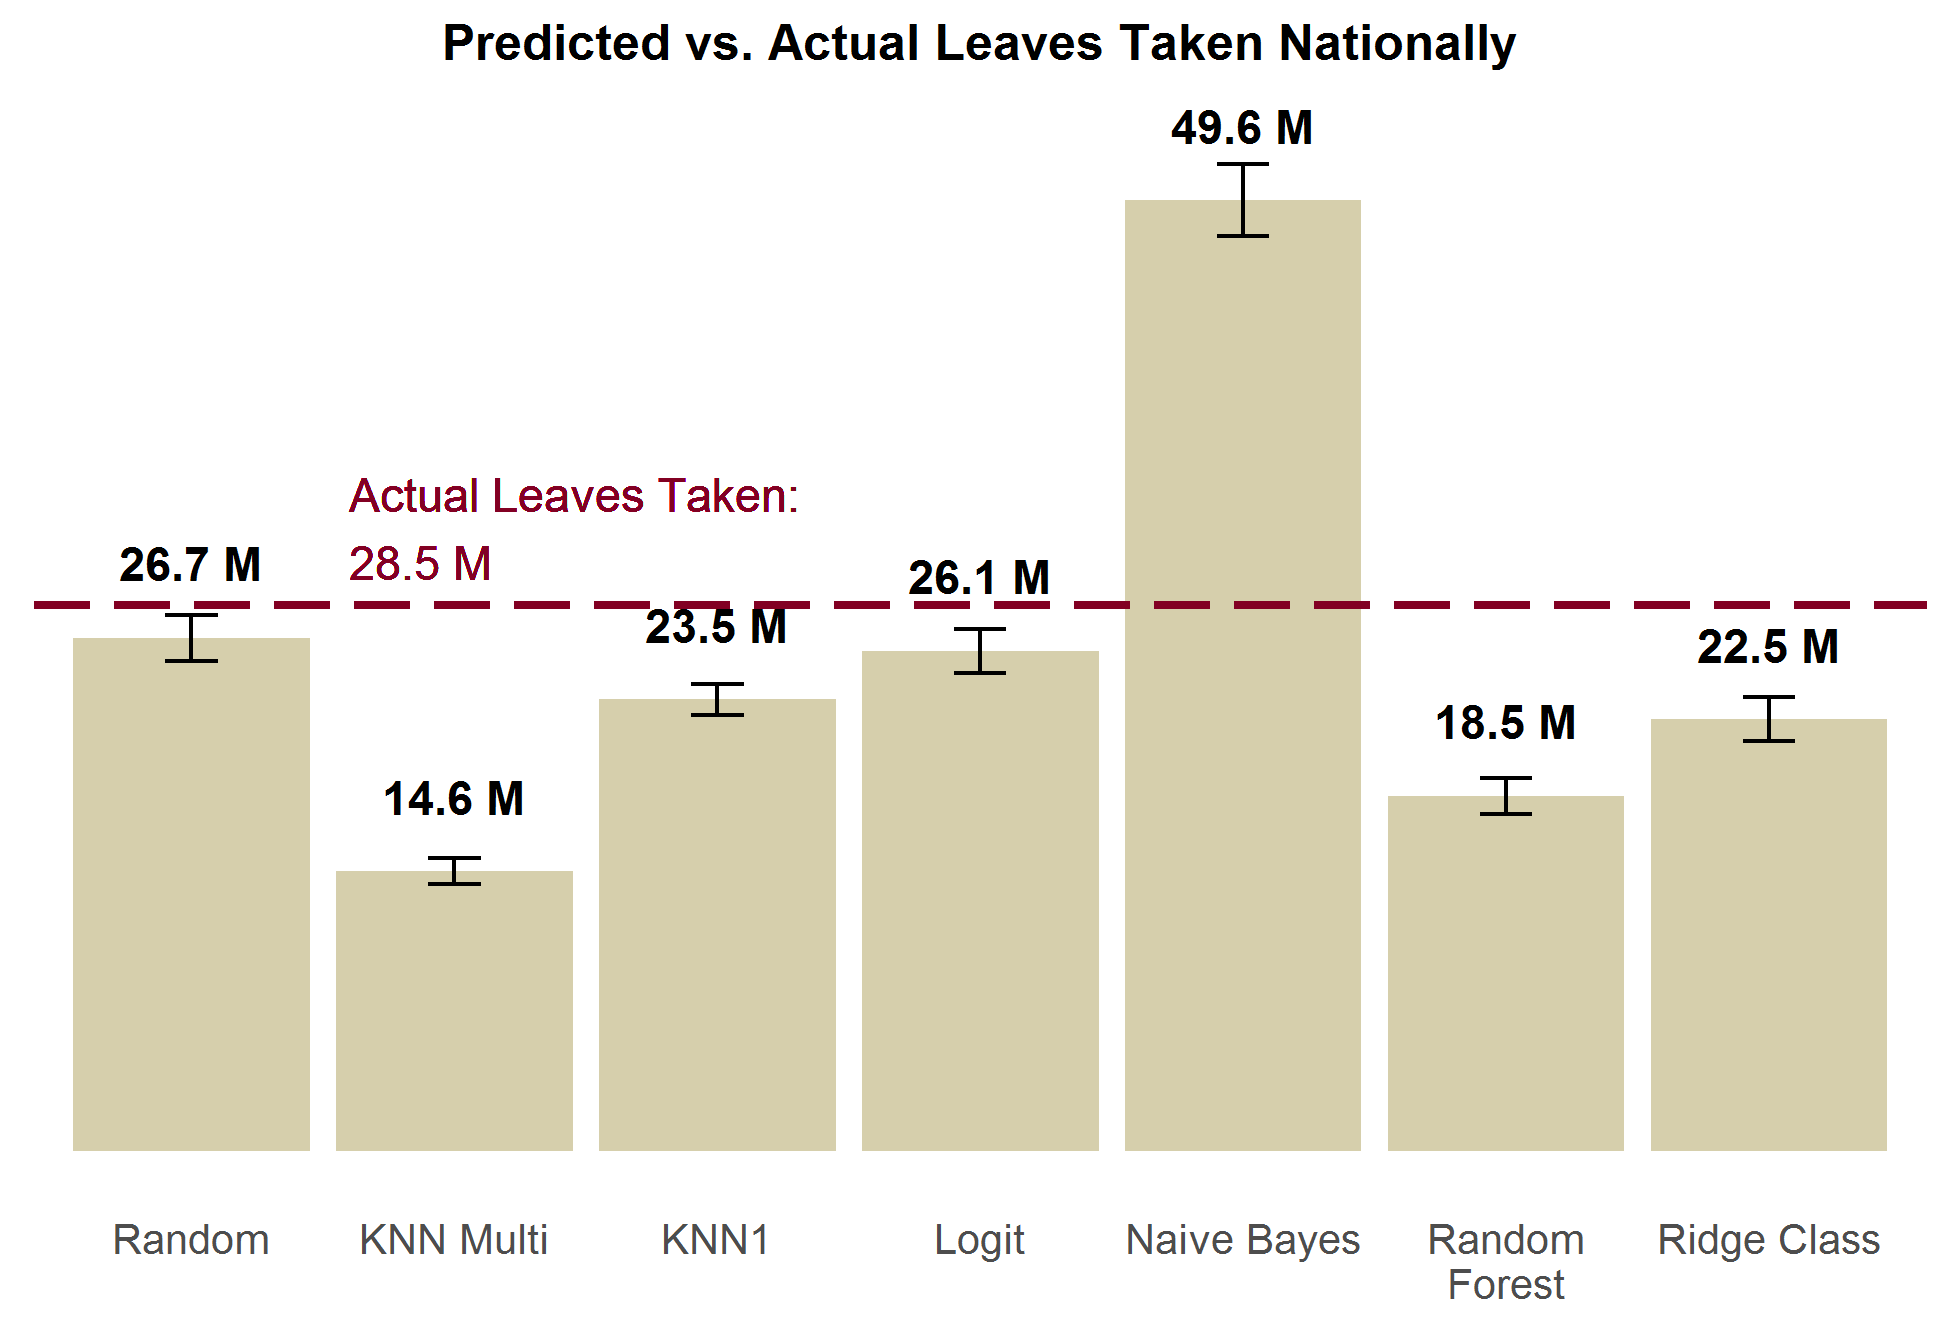 Predicted vs. Actual Leaves Taken Nationally
49.6 M
Actual Leaves Taken:
28.5 M
26.7 M
26.1 M
23.5 M
22.5 M
18.5 M
14.6 M
Random
KNN Multi
KNN1
Logit
Naive Bayes
Random
Forest
Ridge Class